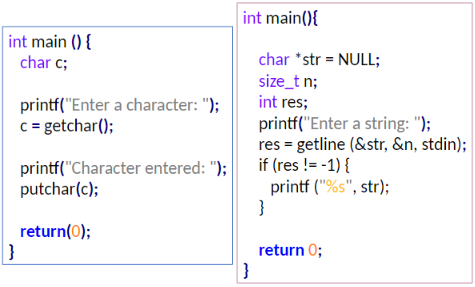 int main () {
char c;
printf("Enter a character: ");
c = getchar();
printf("Character entered: ");
putchar(c);
return(0);
}
int main(){
char *str = NULL;
size_t n;
int res;
printf("Enter a string: ");
res = getline (&str, &n, stdin);
if (res != -1) {
printf ("%s", str);
}
return 0;
}